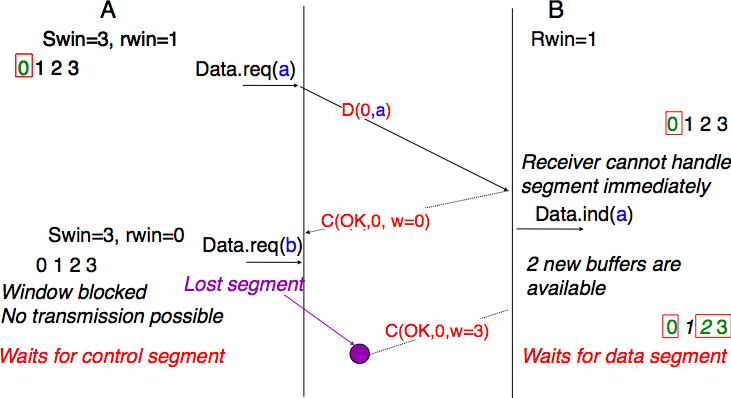 A
B
Swin=3, rwin=1
Rwin=1
0 1 2 3
Data.req(a)
D(0,a)
0 1 2 3
Receiver cannot handle
segment immediately
C(OK,0, w=0)
Data.ind(a)
Swin=3, rwin=0
Data.req(b)
0 1 2 3
2 new buffers are
available
Window blocked
Lost segment
No transmission possible
C(OK,0,w=3)
0 1 2 3
Waits for control segment
Waits for data segment